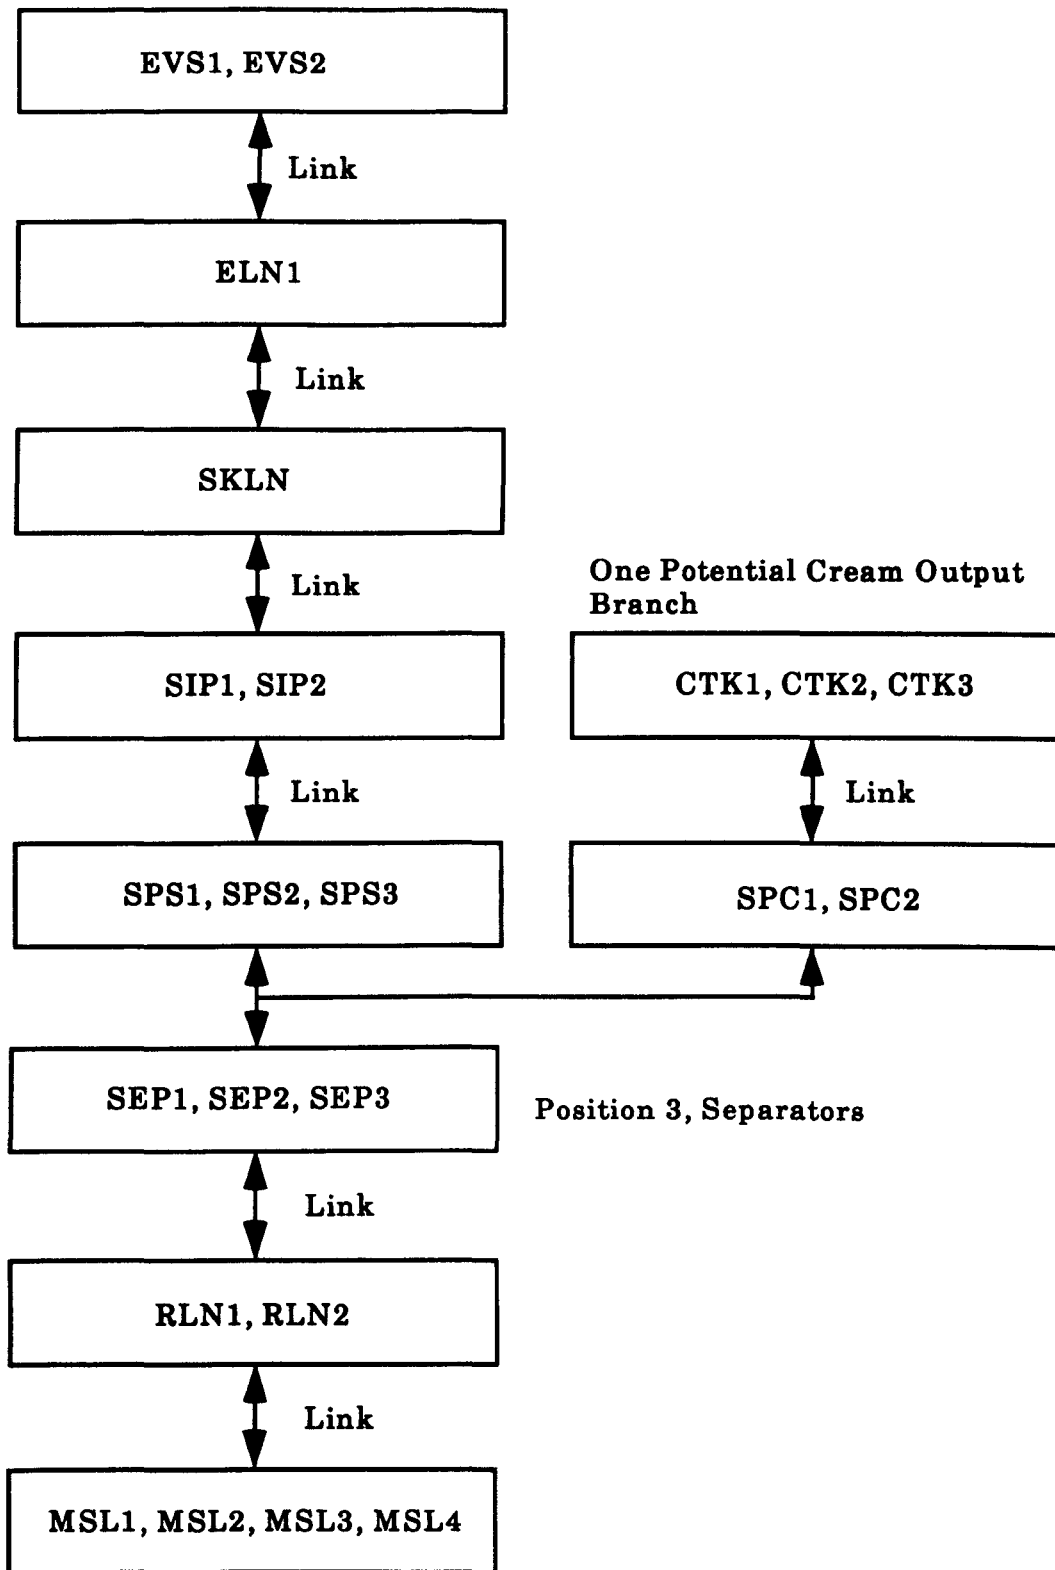 EVS1, EVS2
Link
ELN1
Link
SKLN
Link
One Potential Cream Output
Branch
SIP1, SIP2
CTK1, CTK2, CTK3
Link
Link
SPS1, SPS2, SPS3
SPC1, SPC2
SEP1, SEP2, SEP3
Position 3, Separators
Link
RLN1, RLN2
Link
MSL1, MSL2, MSL3, MSL4